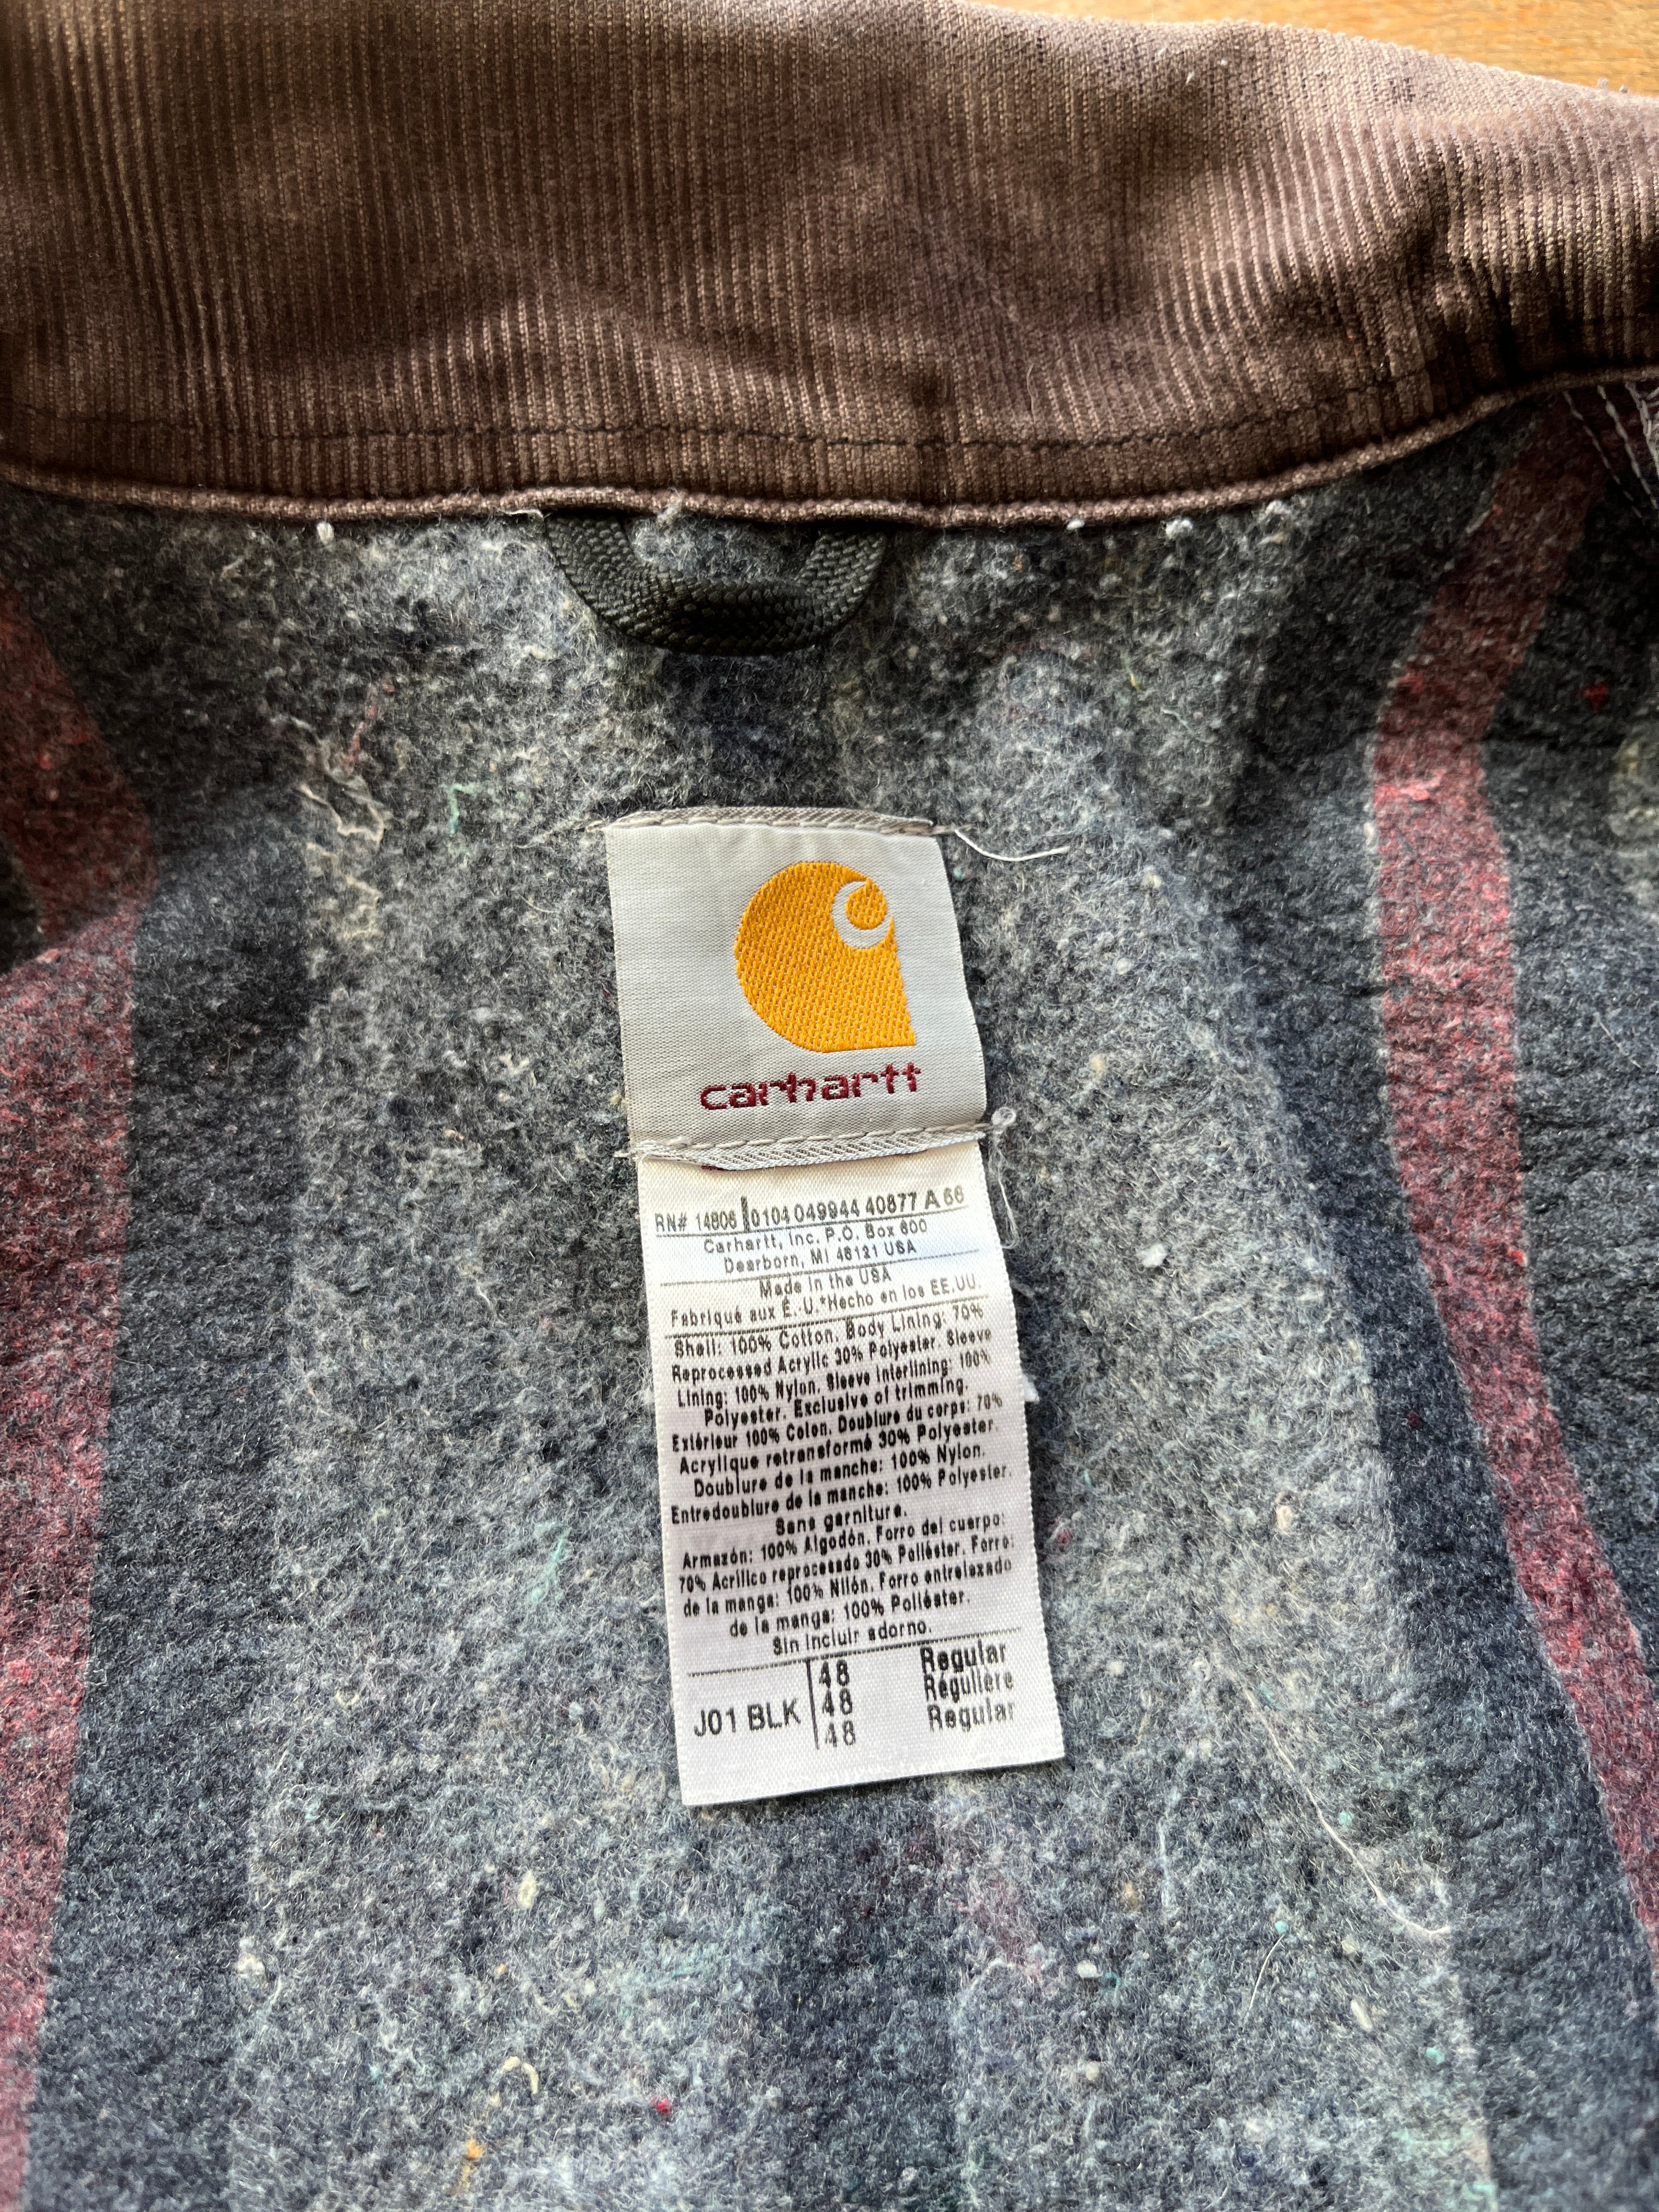 carhartt
RN# 14806 0104 049944 40877 A 66
Carhartt, Inc. P.O. Box 600
Dearborn, MI 48121 USA
Made in the USA
Fabriqué aux É.-U.*Hecho en los EE.UU.
Shell: 100% Cotton. Body Lining: 70%
Reprocessed Acrylic 30% Polyester. Sleeve
Lining: 100% Nylon. Sleeve Interlining: 100%
Polyester. Exclusive of trimming.
Extérieur 100% Coton. Doublure du corps: 70%
Acrylique retransformé 30% Polyester.
Doublure de la manche: 100% Nylon.
Entredoublure de la manche: 100% Polyester.
Sans garniture.
Armazón: 100% Algodón. Forro del cuerpo:
70% Acrílico reprocesado 30% Poliéster. Forro:
de la manga: 100% Nilón. Forro entrelazado
de la manga: 100% Poliéster.
Sin incluir adorno.
48 Regular
J01 BLK 48 Régulière
48 Regular